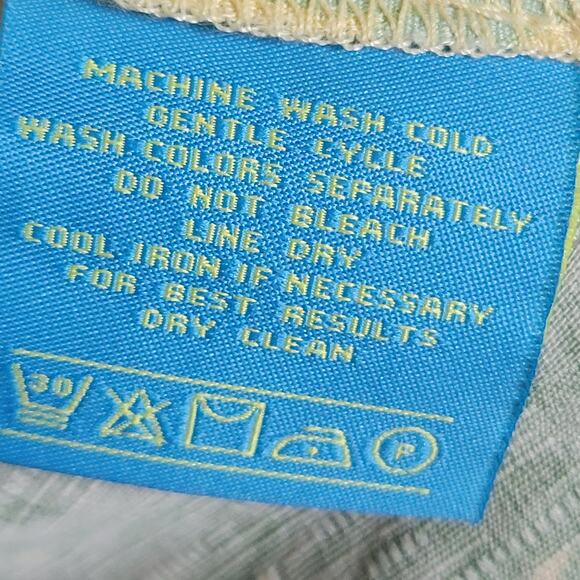 MACHINE WASH COLD
GENTLE CYCLE
WASH COLORS SEPARATELY
DO NOT BLEACH
LINE DRY
COOL IRON IF NECESSARY
FOR BEST RESULTS
DRY CLEAN
30 P